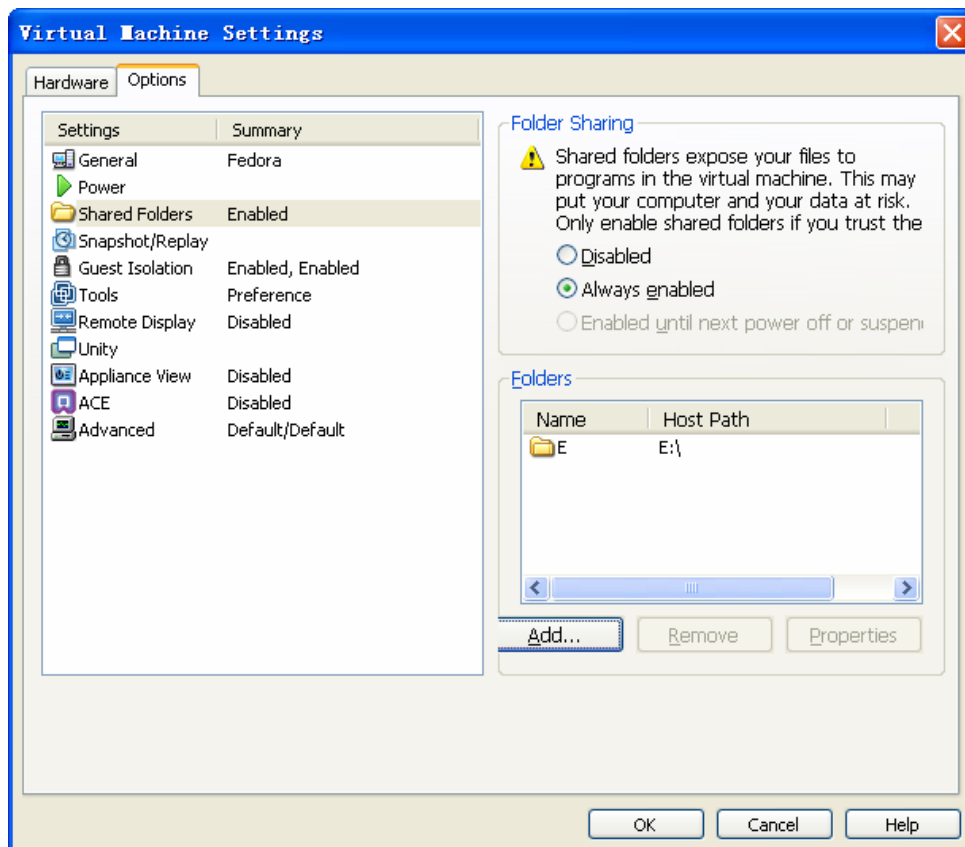 Virtual Machine Settings
Hardware Options
Settings Summary
General Fedora
Power
Shared Folders Enabled
Snapshot/Replay
Guest Isolation Enabled, Enabled
Tools Preference
Remote Display Disabled
Unity
Appliance View Disabled
ACE Disabled
Advanced Default/Default
Folder Sharing
Shared folders expose your files to
programs in the virtual machine. This may
put your computer and your data at risk.
Only enable shared folders if you trust the
Disabled
Always enabled
Enabled until next power off or suspen
Folders
Name Host Path
E E:\
Add... Remove Properties
OK Cancel Help